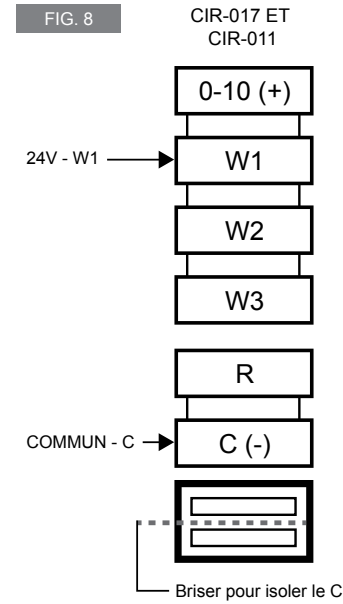 FIG. 8
CIR-017 ET
CIR-011
0-10 (+)
24V - W1
W1
W2
W3
R
COMMUN - C
C (-)
Briser pour isoler le C